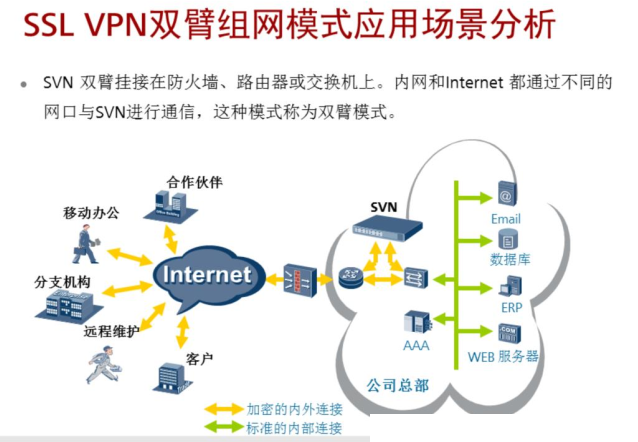 SSL VPN双臂组网模式应用场景分析
SVN 双臂挂接在防火墙、路由器或交换机上。内网和Internet 都通过不同的
网口与SVN进行通信，这种模式称为双臂模式。
合作伙伴
移动办公
SVN
Email
Internet
数据库
分支机构
ERP
远程维护
AAA
WEB 服务器
客户
公司总部
加密的内外连接
标准的内部连接